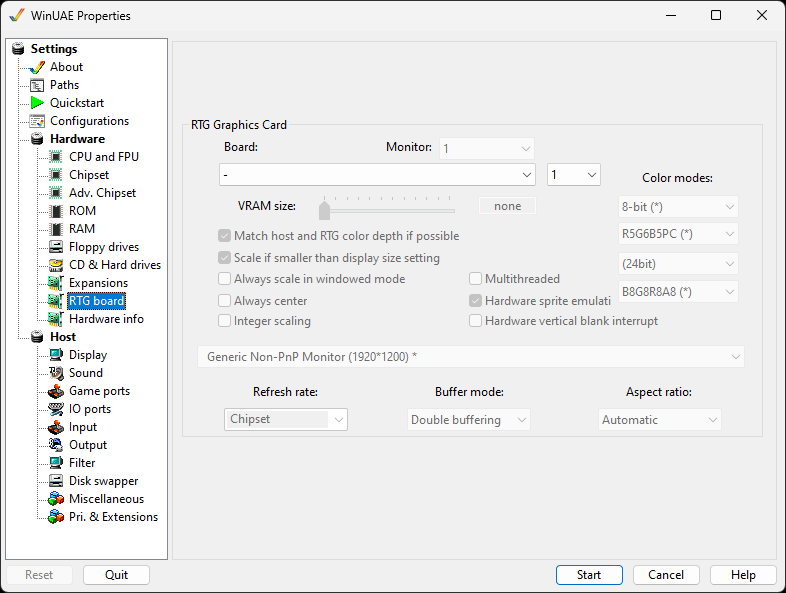 WinUAE Properties
Settings
About
Paths
Quickstart
Configurations
Hardware
CPU and FPU
Chipset
Adv. Chipset
ROM
RAM
Floppy drives
CD & Hard drives
Expansions
RTG board
Hardware info
Host
Display
Sound
Game ports
IO ports
Input
Output
Filter
Disk swapper
Miscellaneous
Pri. & Extensions
RTG Graphics Card
Board: Monitor: 1
- 1
Color modes:
VRAM size: none
8-bit (*)
R5G6B5PC (*)
(24bit)
B8G8R8A8 (*)
Match host and RTG color depth if possible
Scale if smaller than display size setting
Always scale in windowed mode
Always center
Integer scaling
Multithreaded
Hardware sprite emulati
Hardware vertical blank interrupt
Generic Non-PnP Monitor (1920*1200) *
Refresh rate: Buffer mode: Aspect ratio:
Chipset Double buffering Automatic
Reset Quit Start Cancel Help